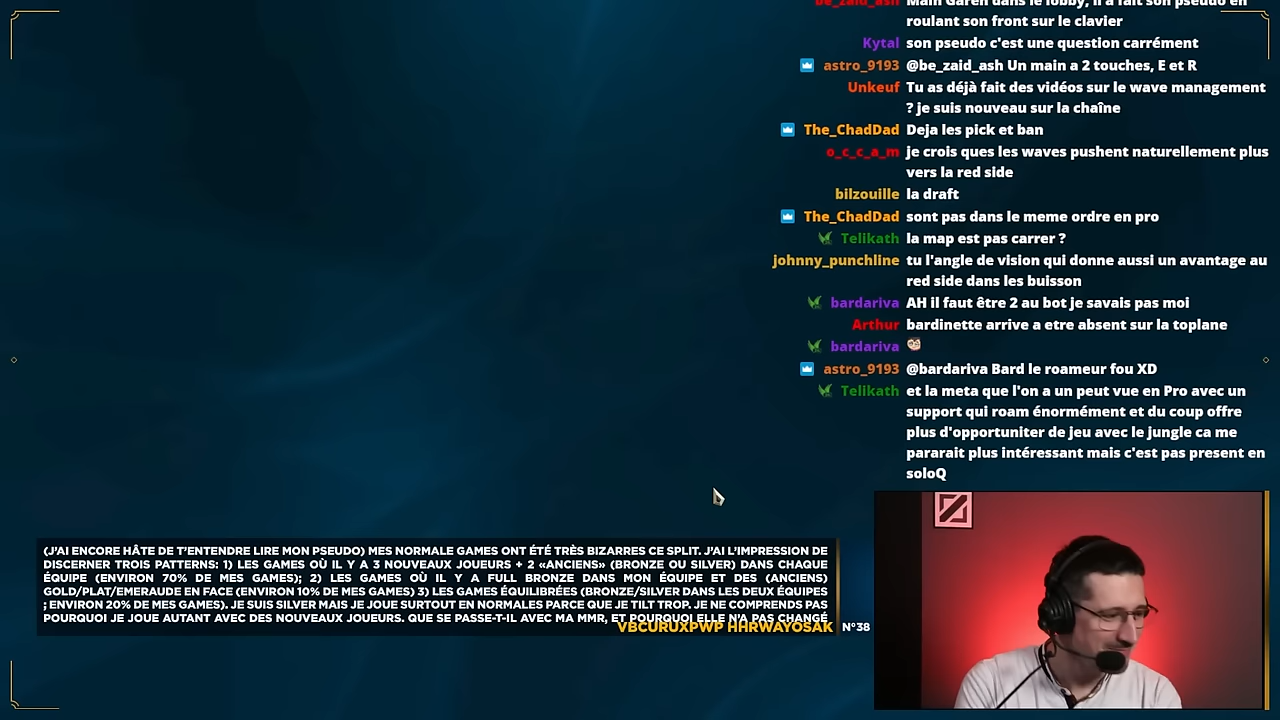 be_zaid_ash Main Garen dans le lobby, il a fait son pseudo en
roulant son front sur le clavier
Kytal son pseudo c'est une question carrément
astro_9193 @be_zaid_ash Un main a 2 touches, E et R
Unkeuf Tu as déjà fait des vidéos sur le wave management
? je suis nouveau sur la chaîne
The_ChadDad Deja les pick et ban
o_c_c_a_m je crois ques les waves pushent naturellement plus
vers la red side
bilzouille la draft
The_ChadDad sont pas dans le meme ordre en pro
Telikath la map est pas carrer ?
johnny_punchline tu l'angle de vision qui donne aussi un avantage au
red side dans les buisson
bardariva AH il faut être 2 au bot je savais pas moi
Arthur bardinette arrive a etre absent sur la toplane
bardariva
astro_9193 @bardariva Bard le roameur fou XD
Telikath et la meta que l'on a un peut vue en Pro avec un
support qui roam énormément et du coup offre
plus d'opportuniter de jeu avec le jungle ca me
pararait plus intéressant mais c'est pas present en
soloQ
(J'AI ENCORE HÂTE DE T'ENTENDRE LIRE MON PSEUDO) MES NORMALE GAMES ONT ÉTÉ TRÈS BIZARRES CE SPLIT. J'AI L'IMPRESSION DE
DISCERNER TROIS PATTERNS: 1) LES GAMES OÙ IL Y A 3 NOUVEAUX JOUEURS + 2 «ANCIENS» (BRONZE OU SILVER) DANS CHAQUE
ÉQUIPE (ENVIRON 70% DE MES GAMES); 2) LES GAMES OÙ IL Y A FULL BRONZE DANS MON ÉQUIPE ET DES (ANCIENS)
GOLD/PLAT/EMERAUDE EN FACE (ENVIRON 10% DE MES GAMES) 3) LES GAMES ÉQUILIBRÉES (BRONZE/SILVER DANS LES DEUX ÉQUIPES
; ENVIRON 20% DE MES GAMES). JE SUIS SILVER MAIS JE JOUE SURTOUT EN NORMALES PARCE QUE JE TILT TROP. JE NE COMPRENDS PAS
POURQUOI JE JOUE AUTANT AVEC DES NOUVEAUX JOUEURS. QUE SE PASSE-T-IL AVEC MA MMR, ET POURQUOI ELLE N'A PAS CHANGÉ
VBCURUXPWP HHRWAYOSAK N°38